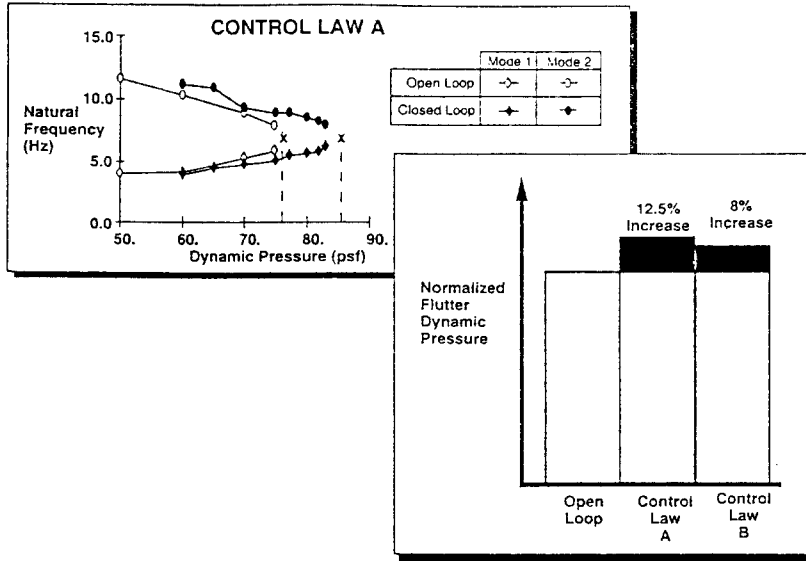 CONTROL LAW A
15.0
10.0
5.0
0.0
Natural
Frequency
(Hz)
50. 60. 70. 80. 90.
Dynamic Pressure (psf)
Mode 1 Mode 2
Open Loop
Closed Loop
x x
12.5%
Increase
8%
Increase
Normalized
Flutter
Dynamic
Pressure
Open
Loop
Control
Law
A
Control
Law
B